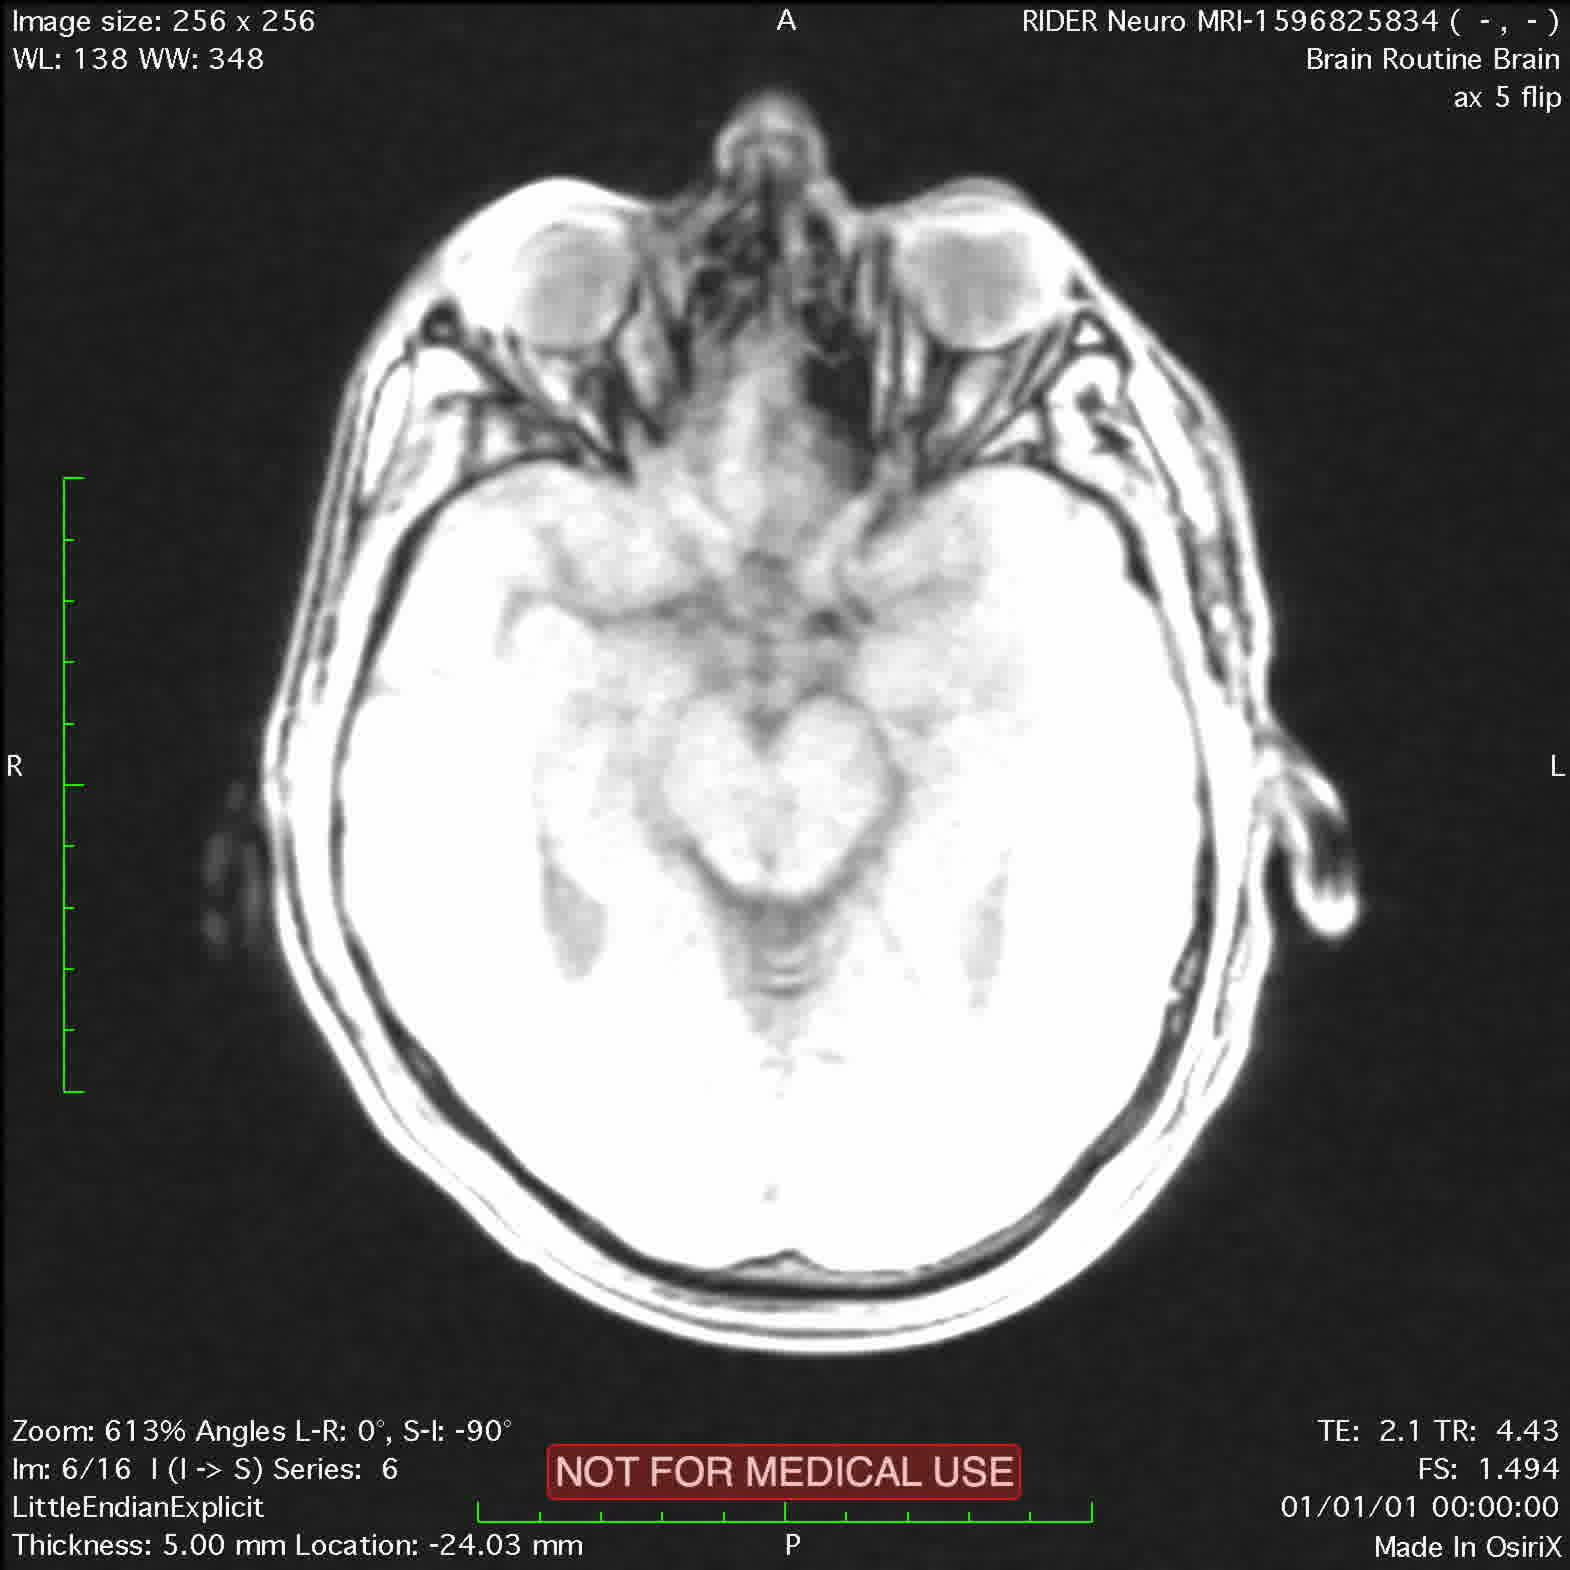 Image size: 256 x 256
WL: 138 WW: 348
A
RIDER Neuro MRI-1596825834 ( - , - )
Brain Routine Brain
ax 5 flip
R
L
Zoom: 613% Angles L-R: 0°, S-I: -90°
Im: 6/16 I (I -> S) Series: 6
LittleEndianExplicit
Thickness: 5.00 mm Location: -24.03 mm
NOT FOR MEDICAL USE
P
TE: 2.1 TR: 4.43
FS: 1.494
01/01/01 00:00:00
Made In OsiriX